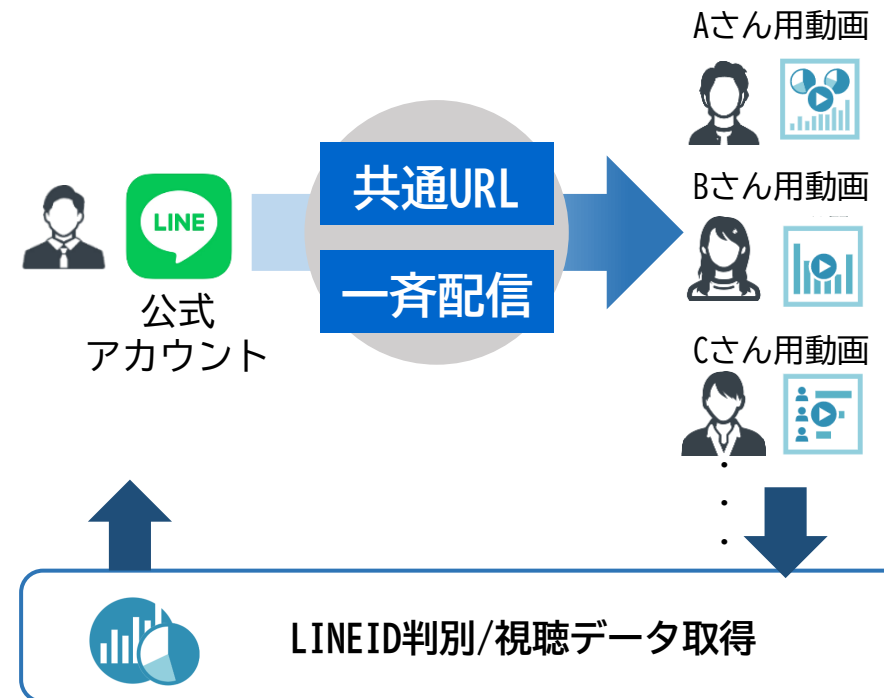 Aさん用動画
共通URL
Bさん用動画
LINE
一斉配信
公式
アカウント
Cさん用動画
・
・
・
LINEID判別/視聴データ取得